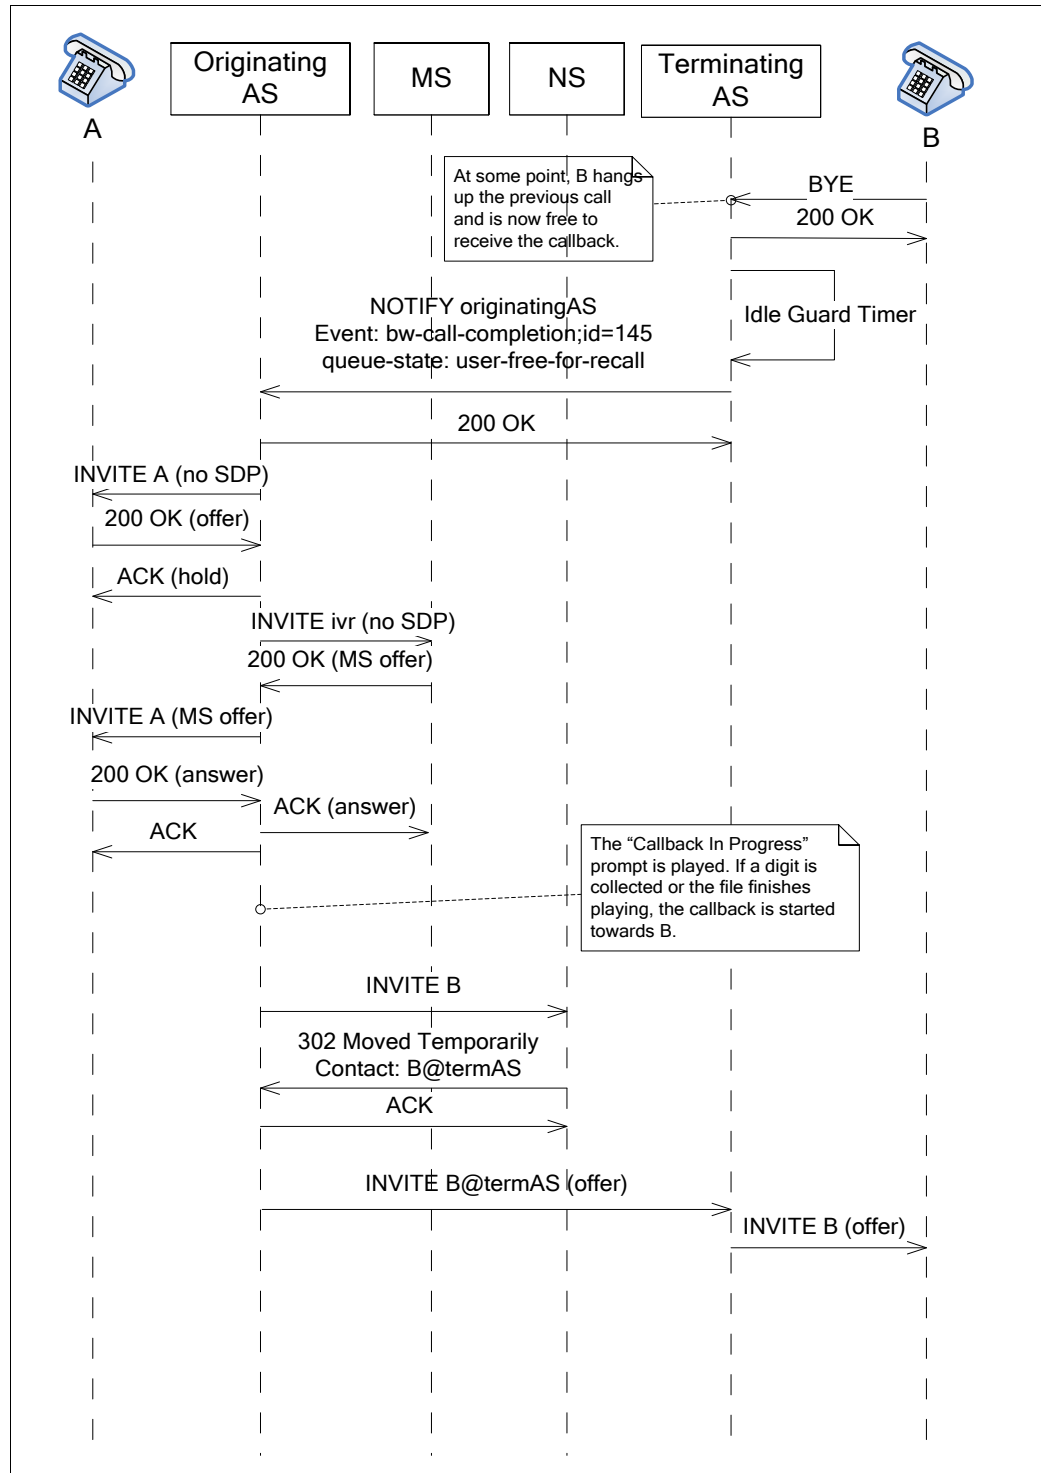 Originating
AS
MS
NS
Terminating
AS
A
B
At some point, B hangs
up the previous call
and is now free to
receive the callback.
BYE
200 OK
Idle Guard Timer
NOTIFY originatingAS
Event: bw-call-completion;id=145
queue-state: user-free-for-recall
200 OK
INVITE A (no SDP)
200 OK (offer)
ACK (hold)
INVITE ivr (no SDP)
200 OK (MS offer)
INVITE A (MS offer)
200 OK (answer)
ACK (answer)
ACK
The “Callback In Progress”
prompt is played. If a digit is
collected or the file finishes
playing, the callback is started
towards B.
INVITE B
302 Moved Temporarily
Contact: B@termAS
ACK
INVITE B@termAS (offer)
INVITE B (offer)